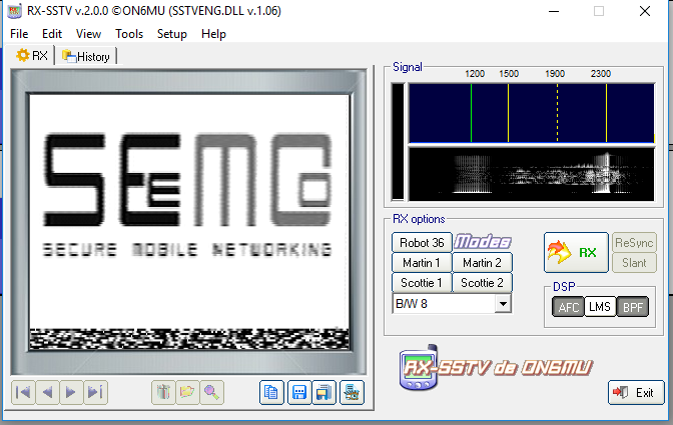 RX-SSTV v.2.0.0 ©ON6MU (SSTVENG.DLL v.1.06)
File Edit View Tools Setup Help
RX History
SEEMOO
SECURE MOBILE NETWORKING
Signal
1200 1500 1900 2300
RX options
Robot 36 Modes
Martin 1 Martin 2
Scottie 1 Scottie 2
B/W 8
RX
ReSync
Slant
DSP
AFC LMS BPF
RX-SSTV de ON6MU
Exit